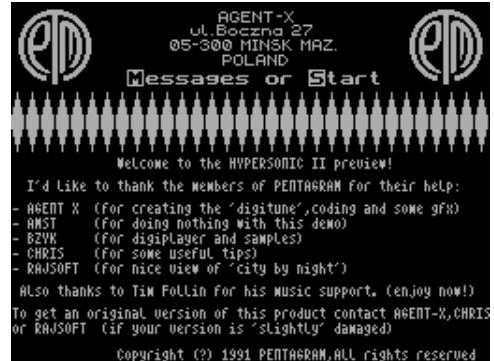 AGENT-X
ul.Boczna 27
05-300 MINSK MAZ.
POLAND
Messages or Start
PTM
PTM
Welcome to the HYPERSONIC II preview!
I'd like to thank the members of PENTAGRAM for their help:
- AGENT X (for creating the 'digitune',coding and some gfx)
- AMST (for doing nothing with this demo)
- BZYK (for digiplayer and samples)
- CHRIS (for some useful tips)
- RAJSOFT (for nice view of 'city by night')
Also thanks to Tim Follin for his music support. (enjoy now!)
To get an original version of this product contact AGENT-X,CHRIS
or RAJSOFT (if your version is 'slightly' damaged)
Copyright (?) 1991 PENTAGRAM,ALL rights reserved